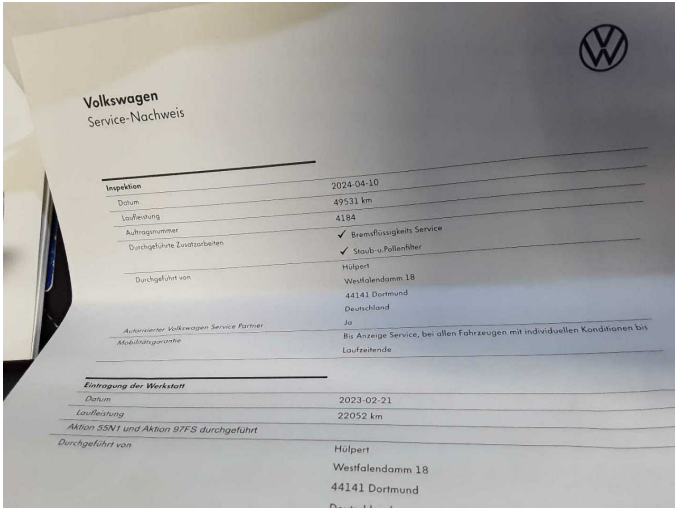 Volkswagen
Service-Nachweis
Inspektion
Datum 2024-04-10
Laufleistung 49531 km
Auftragsnummer 4184
Durchgeführte Zusatzarbeiten ✓ Bremsflüssigkeits Service
✓ Staub-u.Pollenfilter
Durchgeführt von Hülpert
Westfalendamm 18
44141 Dortmund
Deutschland
Autorisierter Volkswagen Service Partner Ja
Mobilitätsgarantie Bis Anzeige Service, bei allen Fahrzeugen mit individuellen Konditionen bis
Laufzeitende
Eintragung der Werkstatt
Datum 2023-02-21
Laufleistung 22052 km
Aktion 55N1 und Aktion 97FS durchgeführt
Durchgeführt von Hülpert
Westfalendamm 18
44141 Dortmund